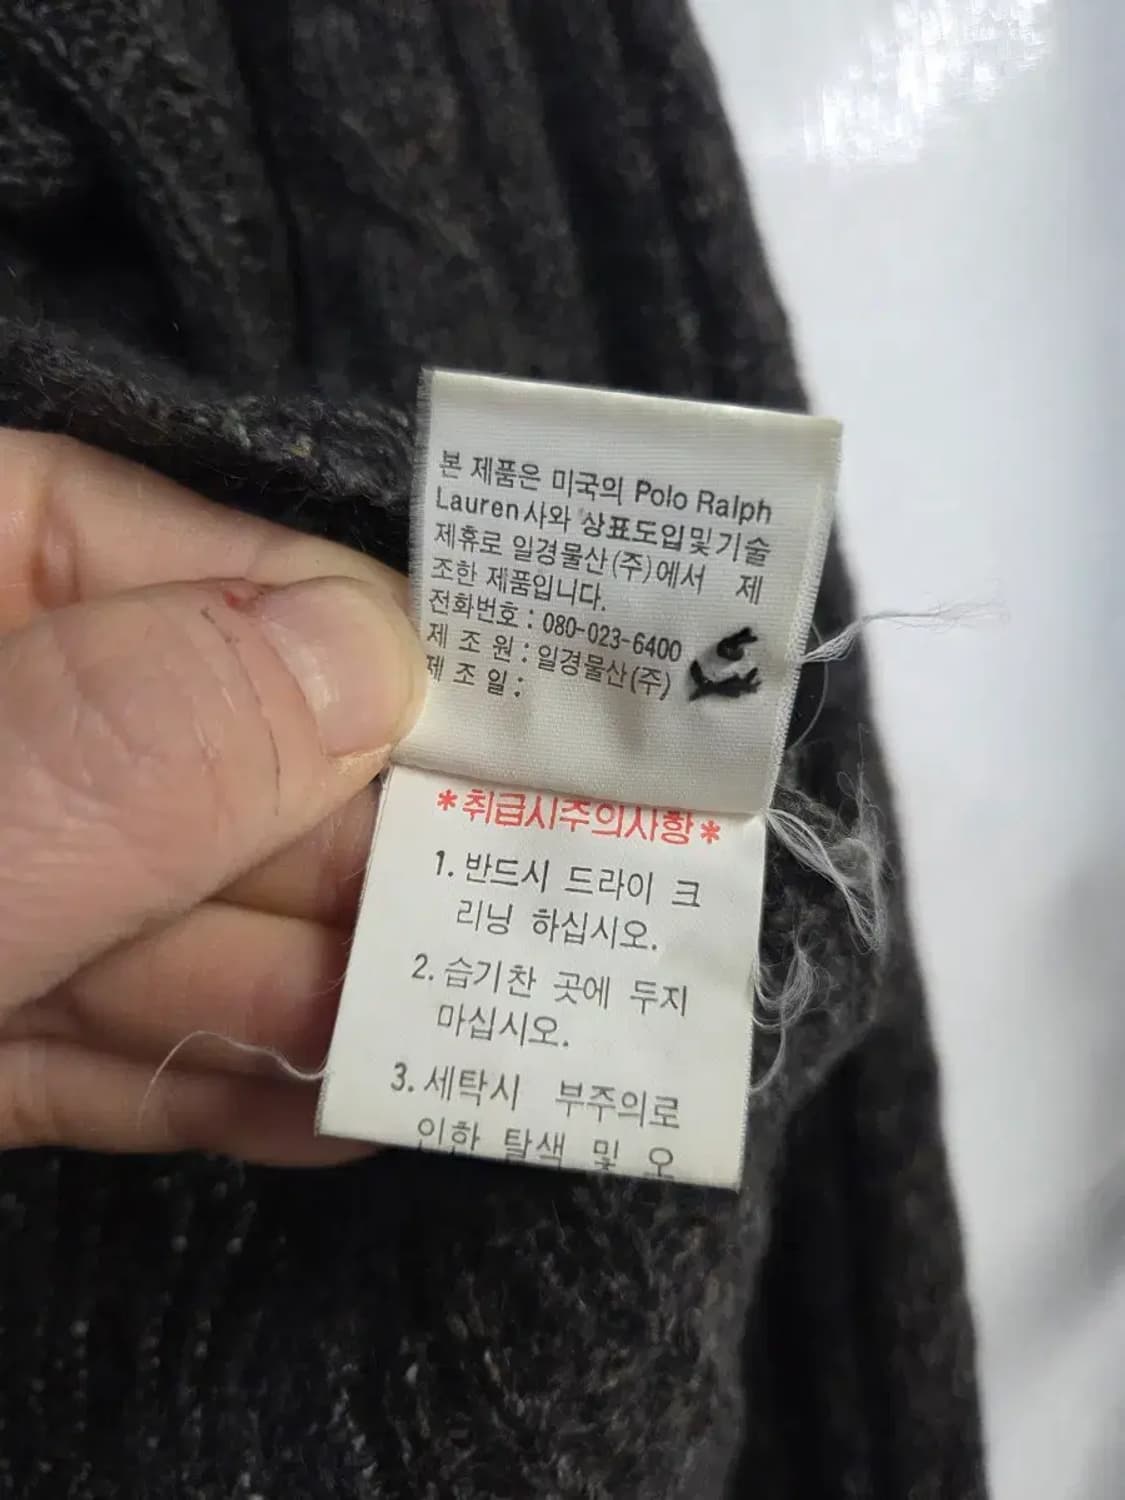 본 제품은 미국의 Polo Ralph
Lauren사와 상표도입및기술
제휴로 일경물산(주)에서 제
조한 제품입니다.
전화번호 : 080-023-6400
제 조 원 : 일경물산(주)
제 조 일 :
*취급시주의사항*
1. 반드시 드라이 크
리닝 하십시오.
2. 습기찬 곳에 두지
마십시오.
3. 세탁시 부주의로
인한 탈색 및 오